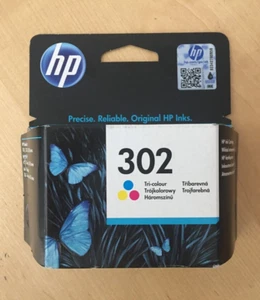 hp
Precise. Reliable. Original HP Inks.
302
Tri-colour Tříbarevná
Trójkolorowy Trojfarebná
Háromszínű